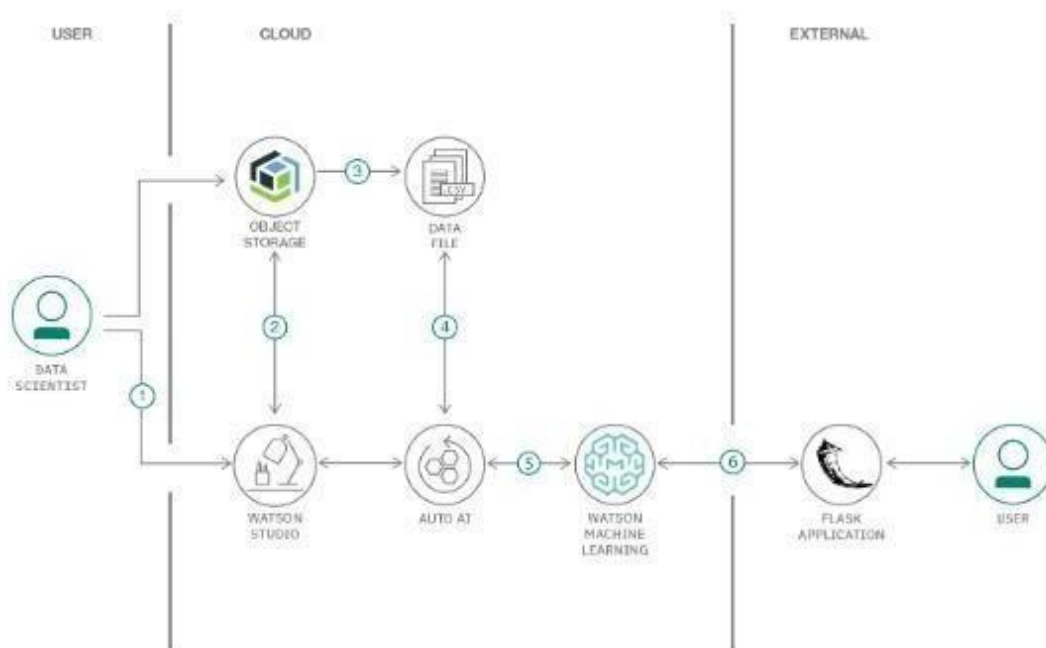 USER
CLOUD
EXTERNAL
3
.CSV
OBJECT
STORAGE
DATA
FILE
2
4
DATA
SCIENTIST
1
5
M
6
WATSON
STUDIO
AUTO AI
WATSON
MACHINE
LEARNING
FLASK
APPLICATION
USER